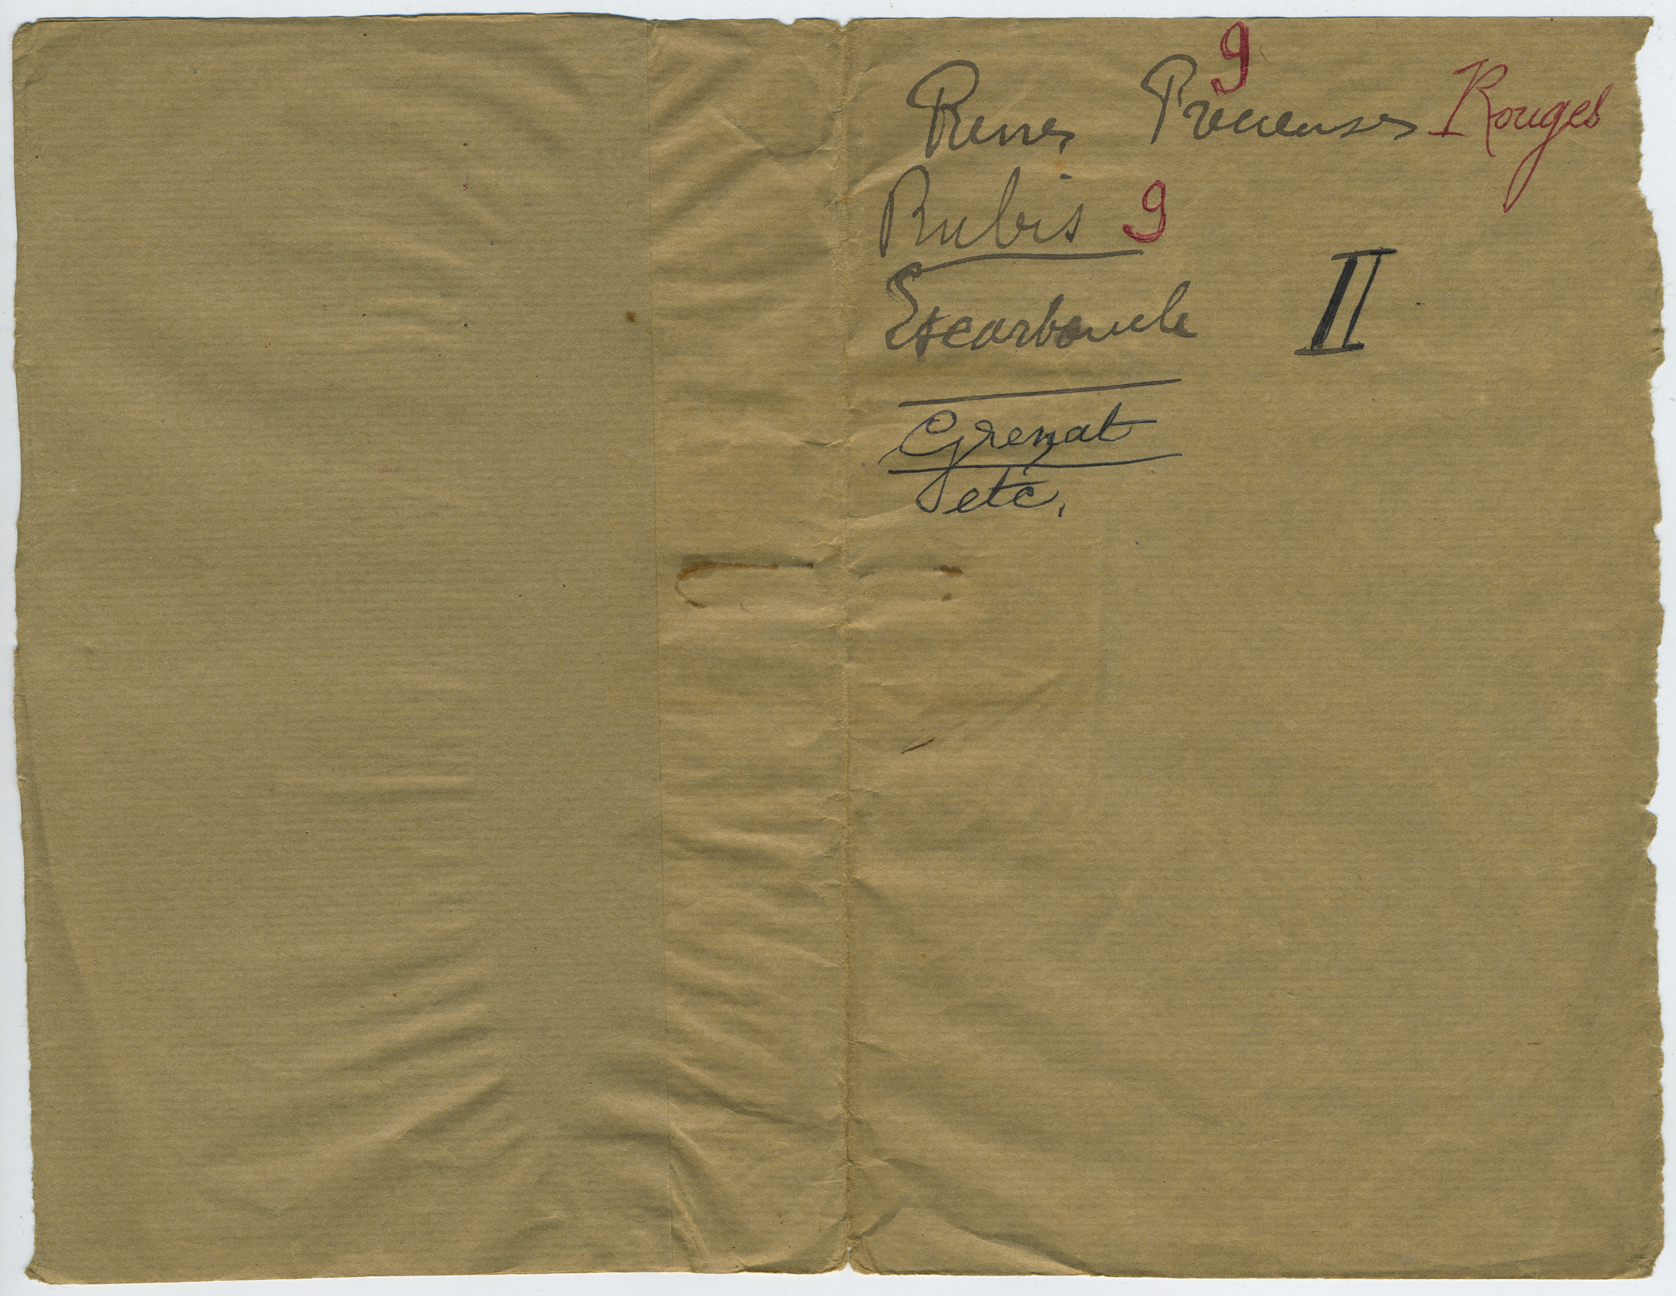 9
Pierres Précieuses Rouges
Rubis 9
Escarboucle
II
Grenat
etc.